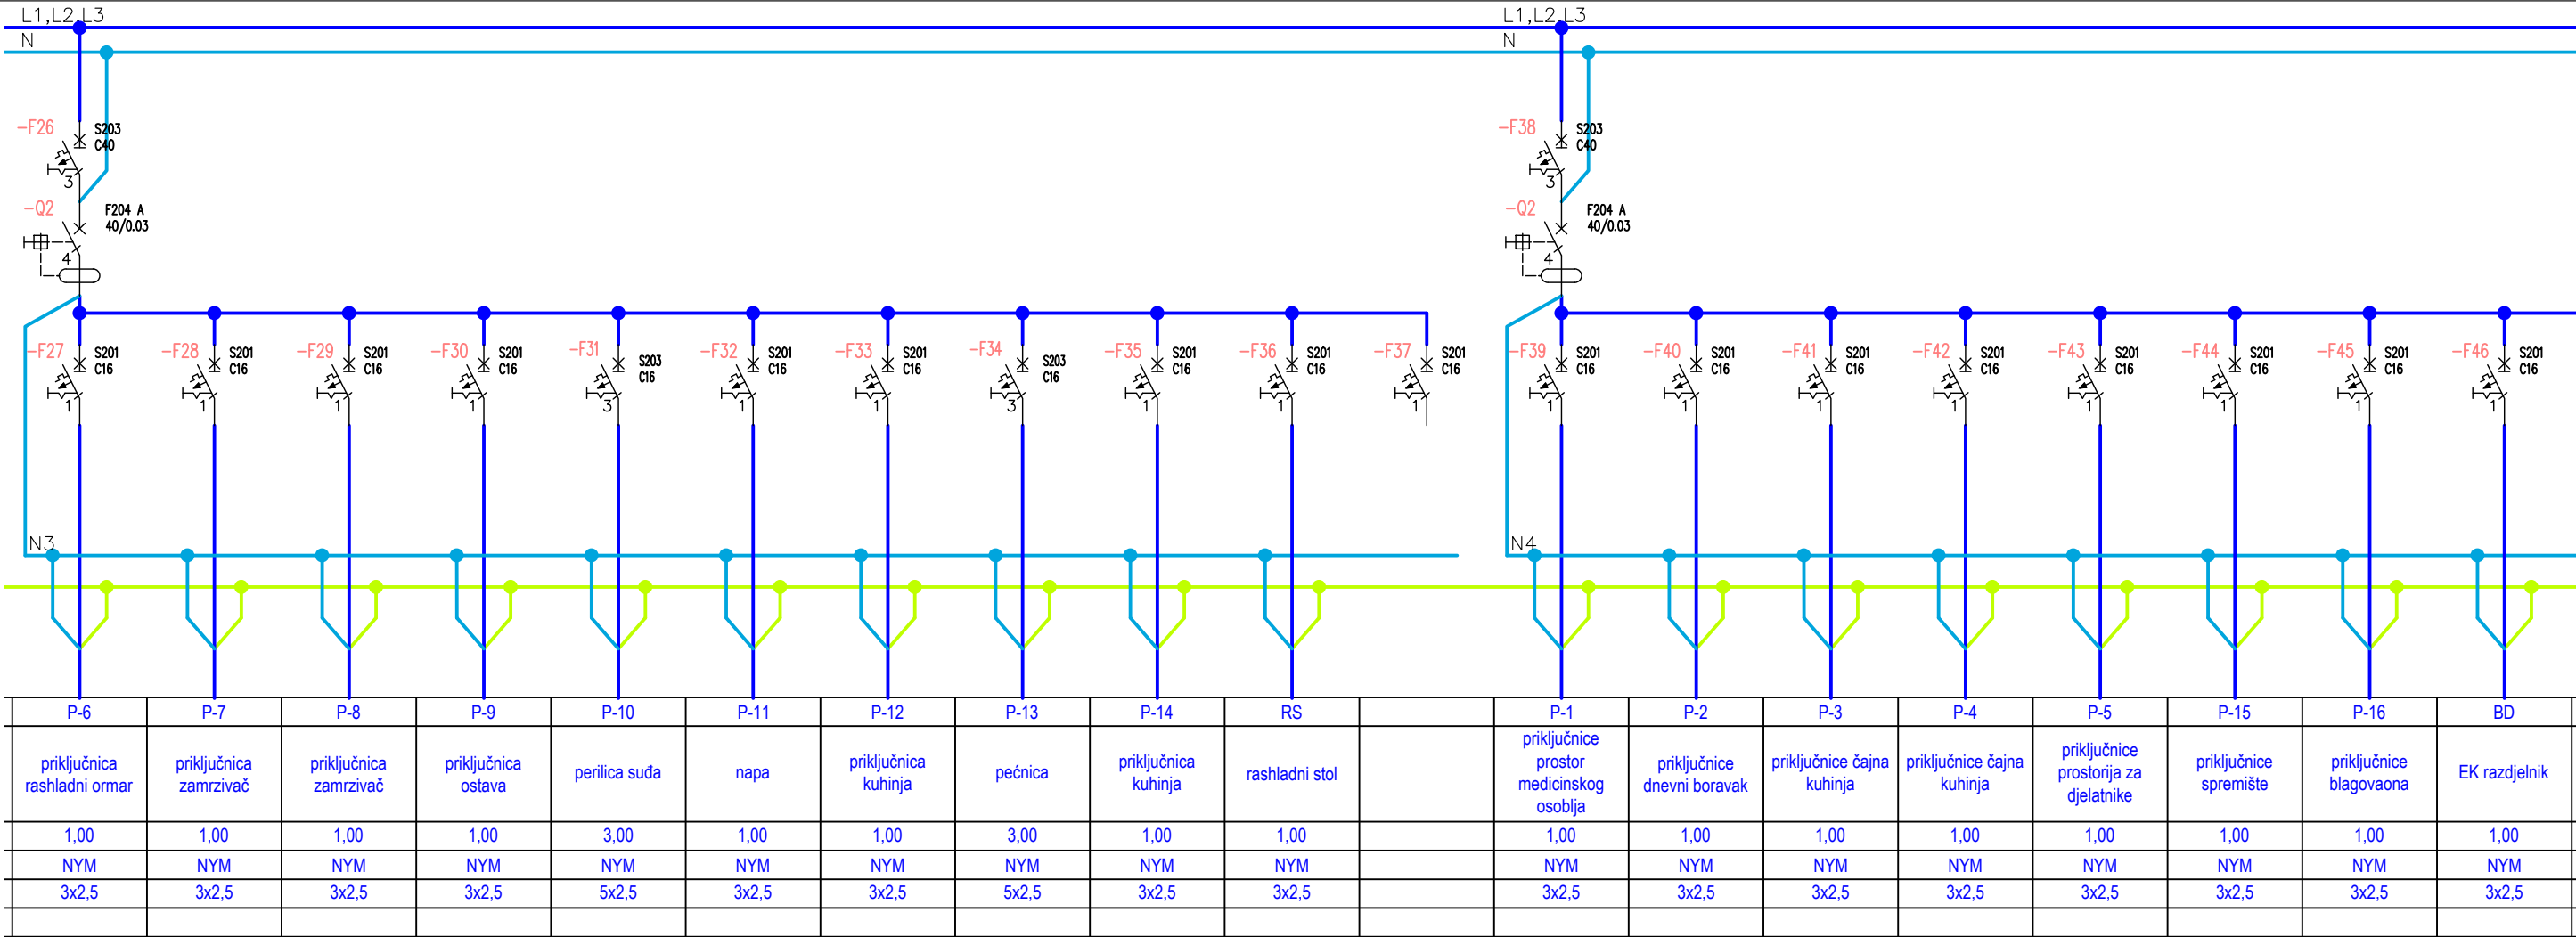 L1,L2,L3
L1,L2,L3
N
N
-F26
S203
C40
3
-F38
S203
C40
3
-Q2
F204 A
40/0.03
4
-Q2
F204 A
40/0.03
4
-F27
S201
C16
1
-F28
S201
C16
1
-F29
S201
C16
1
-F30
S201
C16
1
-F31
S203
C16
3
-F32
S201
C16
1
-F33
S201
C16
1
-F34
S203
C16
3
-F35
S201
C16
1
-F36
S201
C16
1
-F37
S201
C16
1
-F39
S201
C16
1
-F40
S201
C16
1
-F41
S201
C16
1
-F42
S201
C16
1
-F43
S201
C16
1
-F44
S201
C16
1
-F45
S201
C16
1
-F46
S201
C16
1
N3
N4
P-6 P-7 P-8 P-9 P-10 P-11 P-12 P-13 P-14 RS P-1 P-2 P-3 P-4 P-5 P-15 P-16 BD
priključnica
rashladni ormar
priključnica
zamrzivač
priključnica
zamrzivač
priključnica
ostava
perilica suđa
napa
priključnica
kuhinja
pećnica
priključnica
kuhinja
rashladni stol
priključnice
prostor
medicinskog
osoblja
priključnice
dnevni boravak
priključnice čajna
kuhinja
priključnice čajna
kuhinja
priključnice
prostorija za
djelatnike
priključnice
spremište
priključnice
blagovaona
EK razdjelnik
1,00 1,00 1,00 1,00 3,00 1,00 1,00 3,00 1,00 1,00 1,00 1,00 1,00 1,00 1,00 1,00 1,00 1,00
NYM NYM NYM NYM NYM NYM NYM NYM NYM NYM NYM NYM NYM NYM NYM NYM NYM NYM
3x2,5 3x2,5 3x2,5 3x2,5 5x2,5 3x2,5 3x2,5 5x2,5 3x2,5 3x2,5 3x2,5 3x2,5 3x2,5 3x2,5 3x2,5 3x2,5 3x2,5 3x2,5